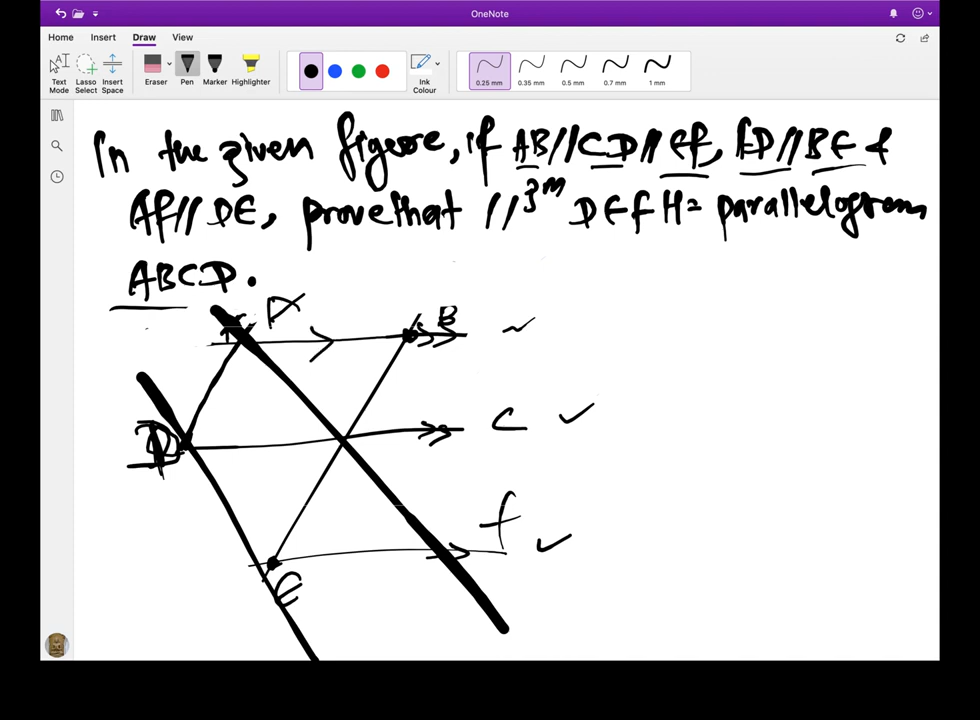 OneNote
Home Insert Draw View
Text Mode Lasso Select Insert Space Eraser Pen Marker Highlighter Ink Colour 0.25 mm 0.35 mm 0.5 mm 0.7 mm 1 mm
In the given figure, if AB//CD//Ef, ED//BE &
Af// DE, prove that //gm DEFH = parallelogram
ABCD.
A B
D C
f
E